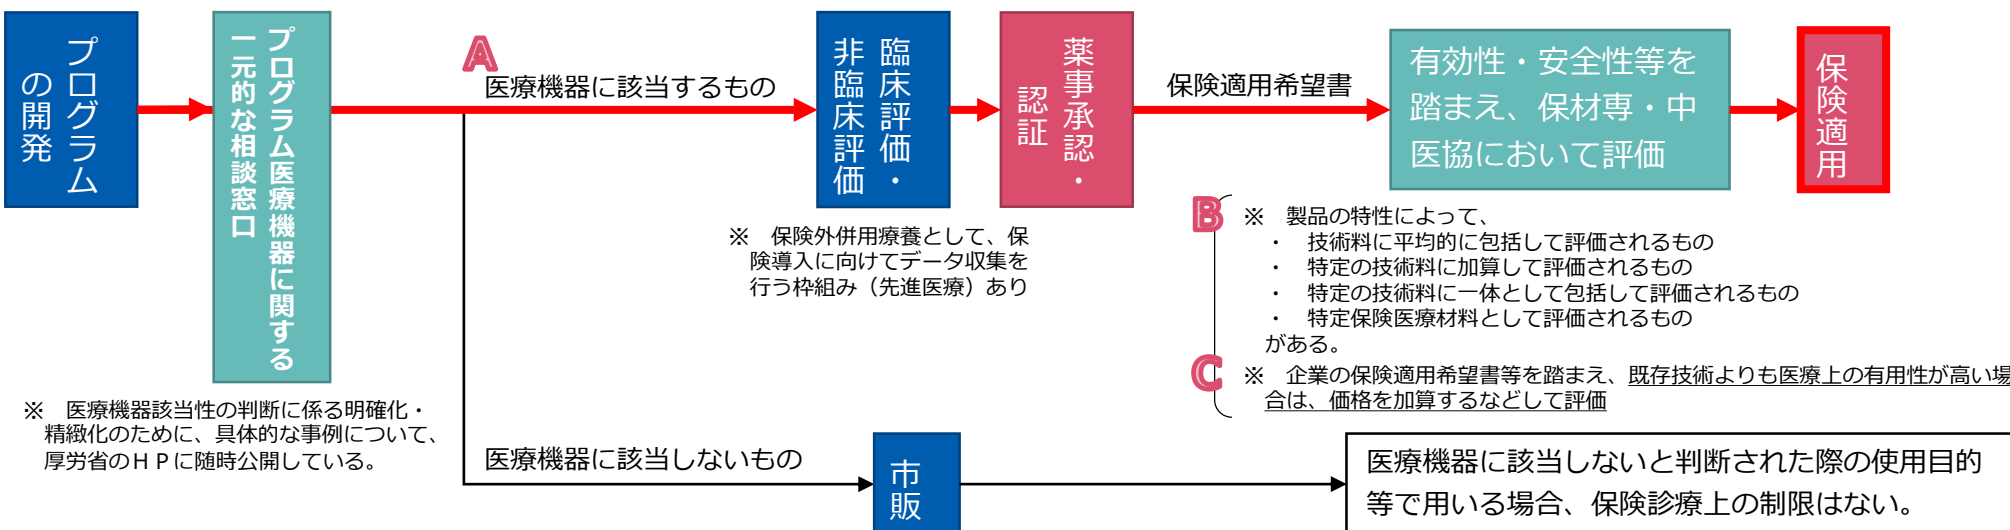 プログラム
の開発
プログラム医療機器に関する
一元的な相談窓口
※　医療機器該当性の判断に係る明確化・
精緻化のために、具体的な事例について、
厚労省のＨＰに随時公開している。
A
医療機器に該当するもの
臨床評価・
非臨床評価
※　保険外併用療養として、保
険導入に向けてデータ収集を
行う枠組み（先進医療）あり
薬事承認・
認証
保険適用希望書
有効性・安全性等を
踏まえ、保材専・中
医協において評価
保険適用
B
※　製品の特性によって、
・　技術料に平均的に包括して評価されるもの
・　特定の技術料に加算して評価されるもの
・　特定の技術料に一体として包括して評価されるもの
・　特定保険医療材料として評価されるもの
がある。
C
※　企業の保険適用希望書等を踏まえ、既存技術よりも医療上の有用性が高い場
合は、価格を加算するなどして評価
医療機器に該当しないもの
市販
医療機器に該当しないと判断された際の使用目的
等で用いる場合、保険診療上の制限はない。